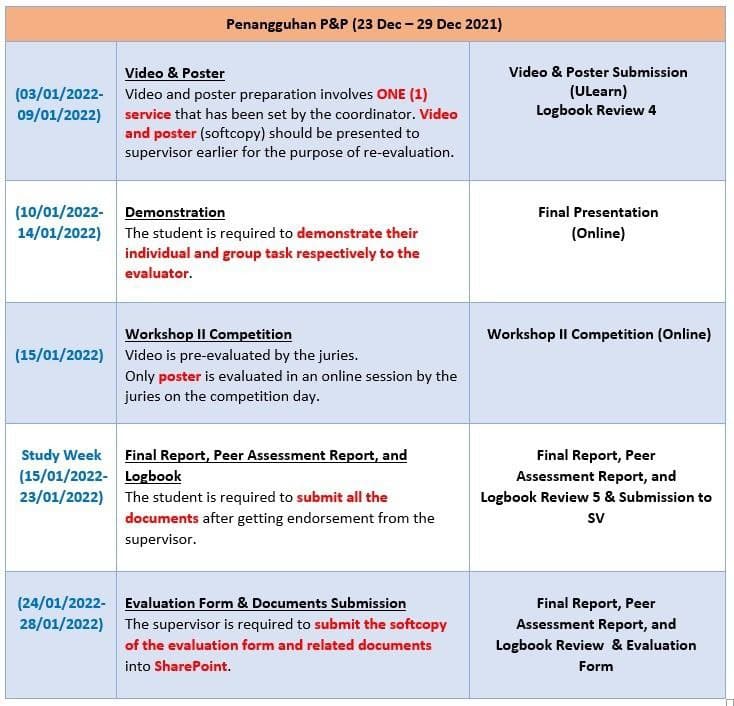 Penangguhan P&P (23 Dec – 29 Dec 2021)
(03/01/2022-
09/01/2022)
Video & Poster
Video and poster preparation involves ONE (1)
service that has been set by the coordinator. Video
and poster (softcopy) should be presented to
supervisor earlier for the purpose of re-evaluation.
Video & Poster Submission
(ULearn)
Logbook Review 4
(10/01/2022-
14/01/2022)
Demonstration
The student is required to demonstrate their
individual and group task respectively to the
evaluator.
Final Presentation
(Online)
(15/01/2022)
Workshop II Competition
Video is pre-evaluated by the juries.
Only poster is evaluated in an online session by the
juries on the competition day.
Workshop II Competition (Online)
Study Week
(15/01/2022-
23/01/2022)
Final Report, Peer Assessment Report, and
Logbook
The student is required to submit all the
documents after getting endorsement from the
supervisor.
Final Report, Peer
Assessment Report, and
Logbook Review 5 & Submission to
SV
(24/01/2022-
28/01/2022)
Evaluation Form & Documents Submission
The supervisor is required to submit the softcopy
of the evaluation form and related documents
into SharePoint.
Final Report, Peer
Assessment Report, and
Logbook Review & Evaluation
Form